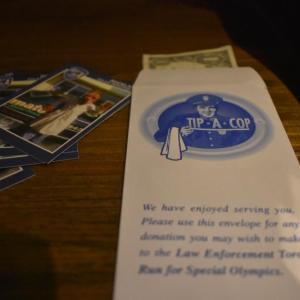 TIP-A-COP
We have enjoyed serving you.
Please use this envelope for any
donation you may wish to make
to the Law Enforcement Torc
Run for Special Olympics.